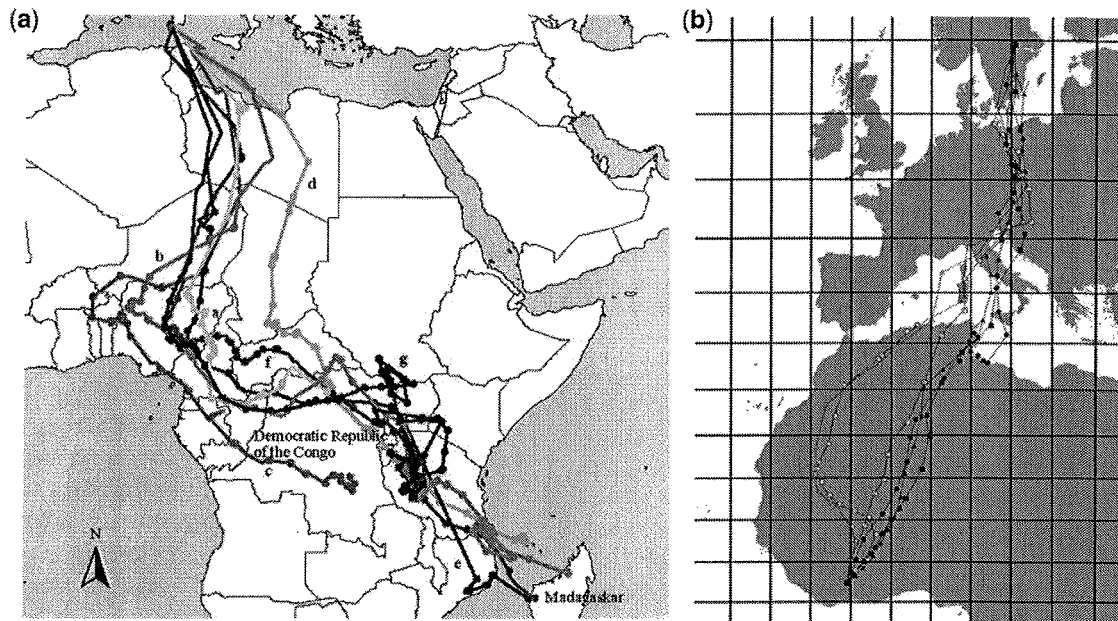 (a)
(b)
d
b
a
f
g
Democratic Republic
of the Congo
c
e
N
Madagaskar